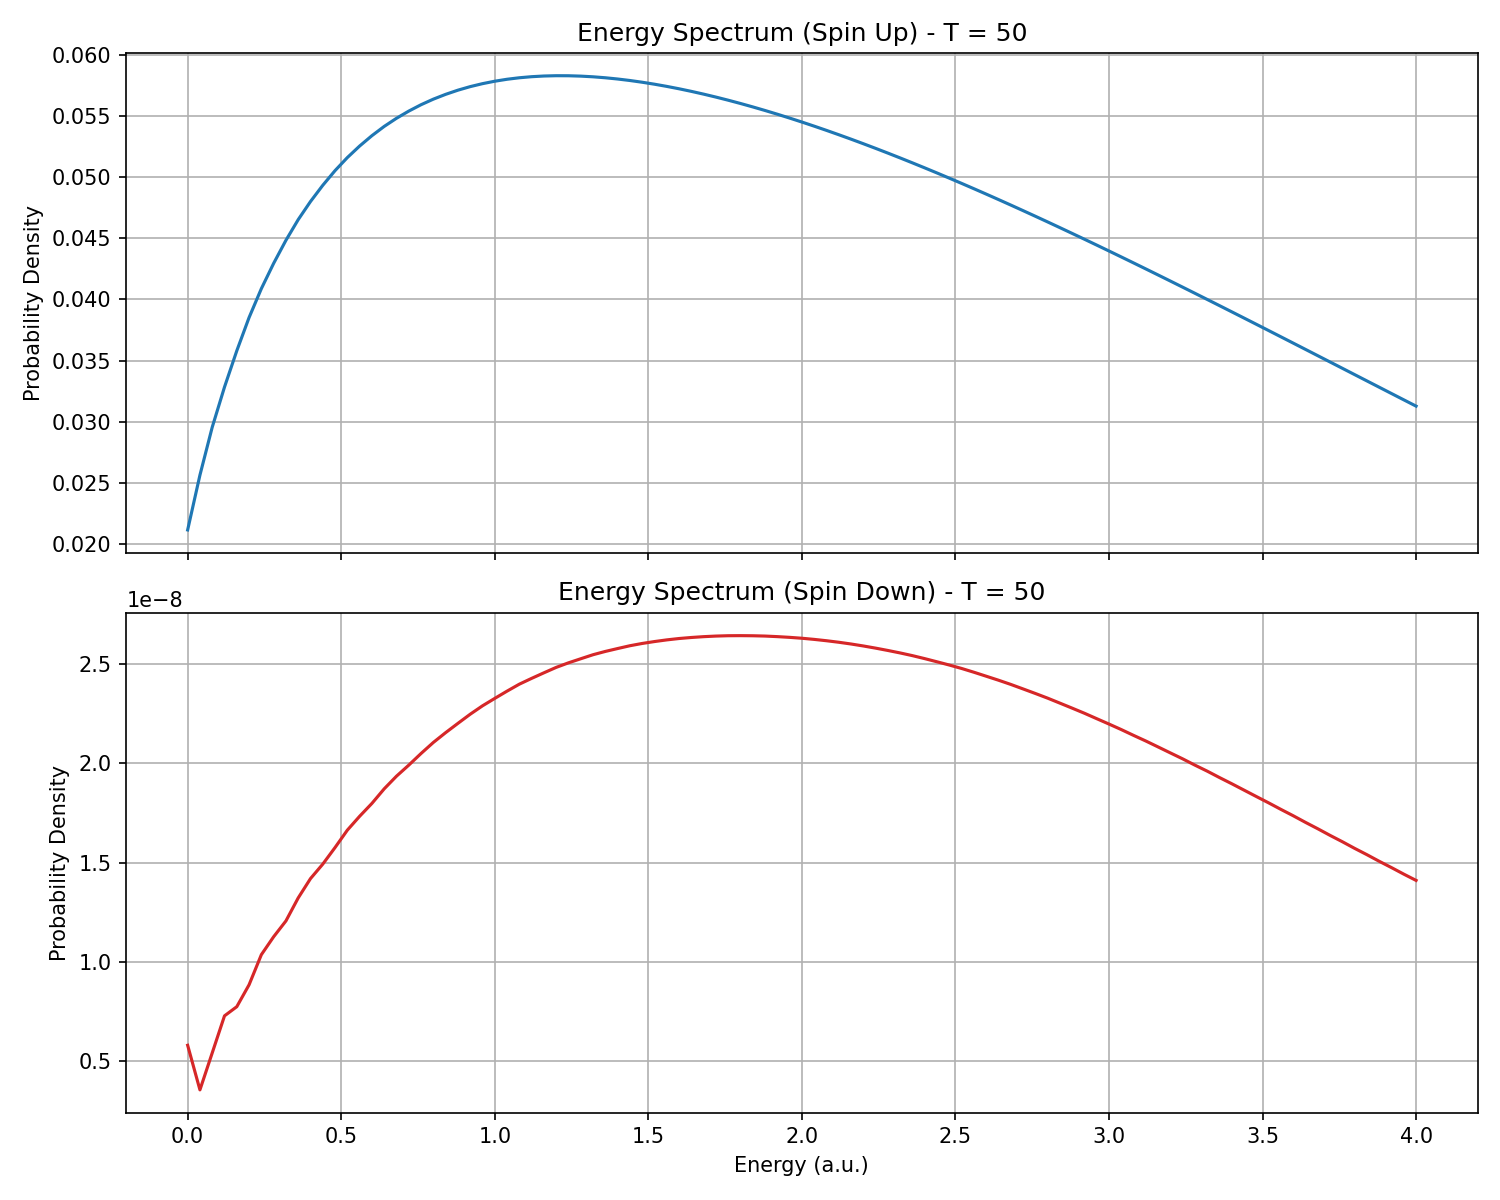 Energy Spectrum (Spin Up) - T = 50
0.060
0.055
0.050
0.045
0.040
0.035
0.030
0.025
0.020
Probability Density
Energy Spectrum (Spin Down) - T = 50
1e−8
2.5
2.0
1.5
1.0
0.5
Probability Density
0.0 0.5 1.0 1.5 2.0 2.5 3.0 3.5 4.0
Energy (a.u.)